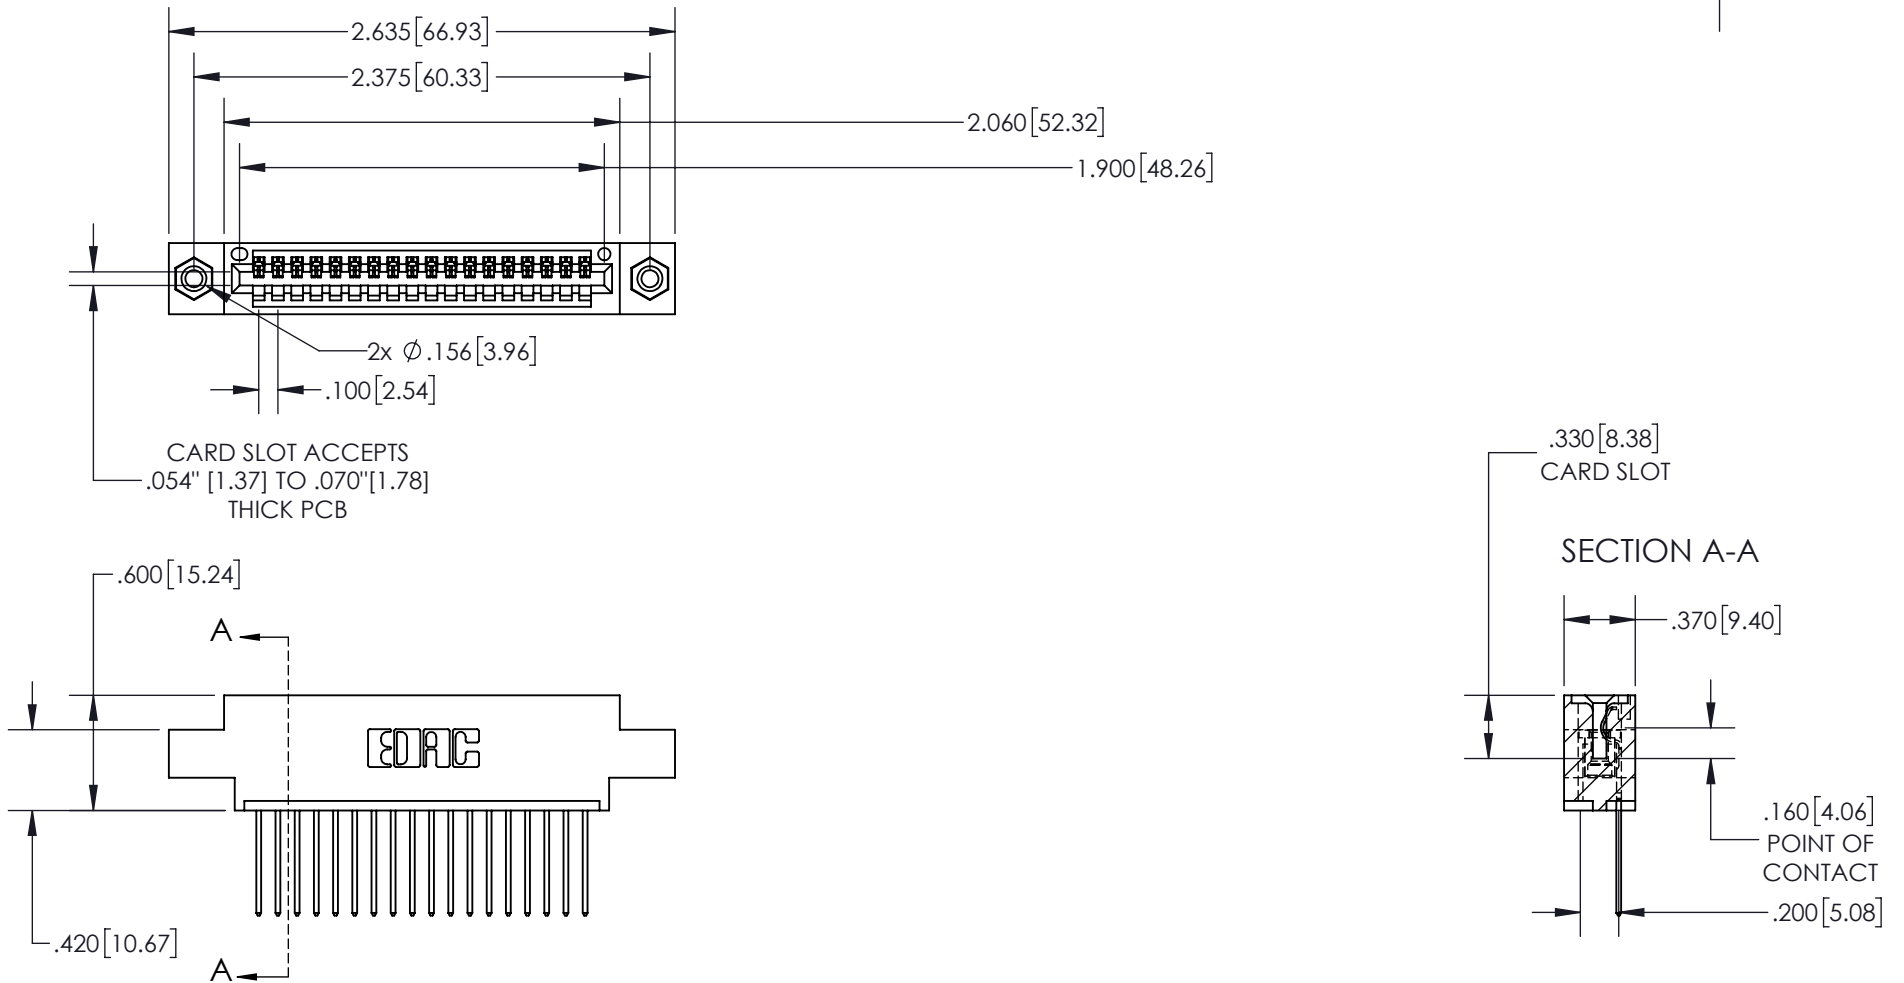 2.635[66.93]
2.375[60.33]
2.060[52.32]
1.900[48.26]
2x Ø.156[3.96]
.100[2.54]
CARD SLOT ACCEPTS
.054" [1.37] TO .070"[1.78]
THICK PCB
.330[8.38]
CARD SLOT
SECTION A-A
.600[15.24]
.370[9.40]
A
EDAC
.160[4.06]
POINT OF
CONTACT
.200[5.08]
.420[10.67]
A